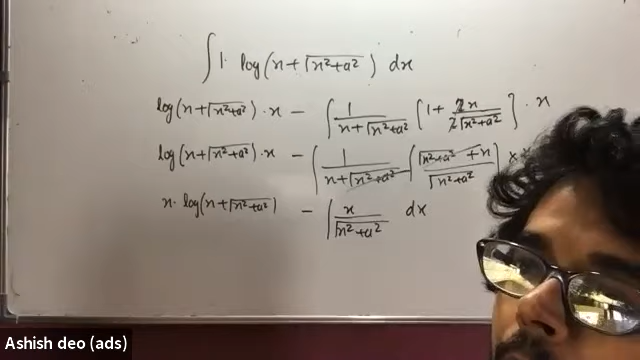 ∫ 1. log(x + √(x²+a²)) dx
log(x + √(x²+a²)) · x − ∫ 1/(x + √(x²+a²)) [1 + 2x/(2√(x²+a²))] · x
log(x + √(x²+a²)) · x − ∫ 1/(x + √(x²+a²)) [(√(x²+a²) + x)/√(x²+a²)] x
x · log(x + √(x²+a²)) − ∫ x/√(x²+a²) dx
Ashish deo (ads)